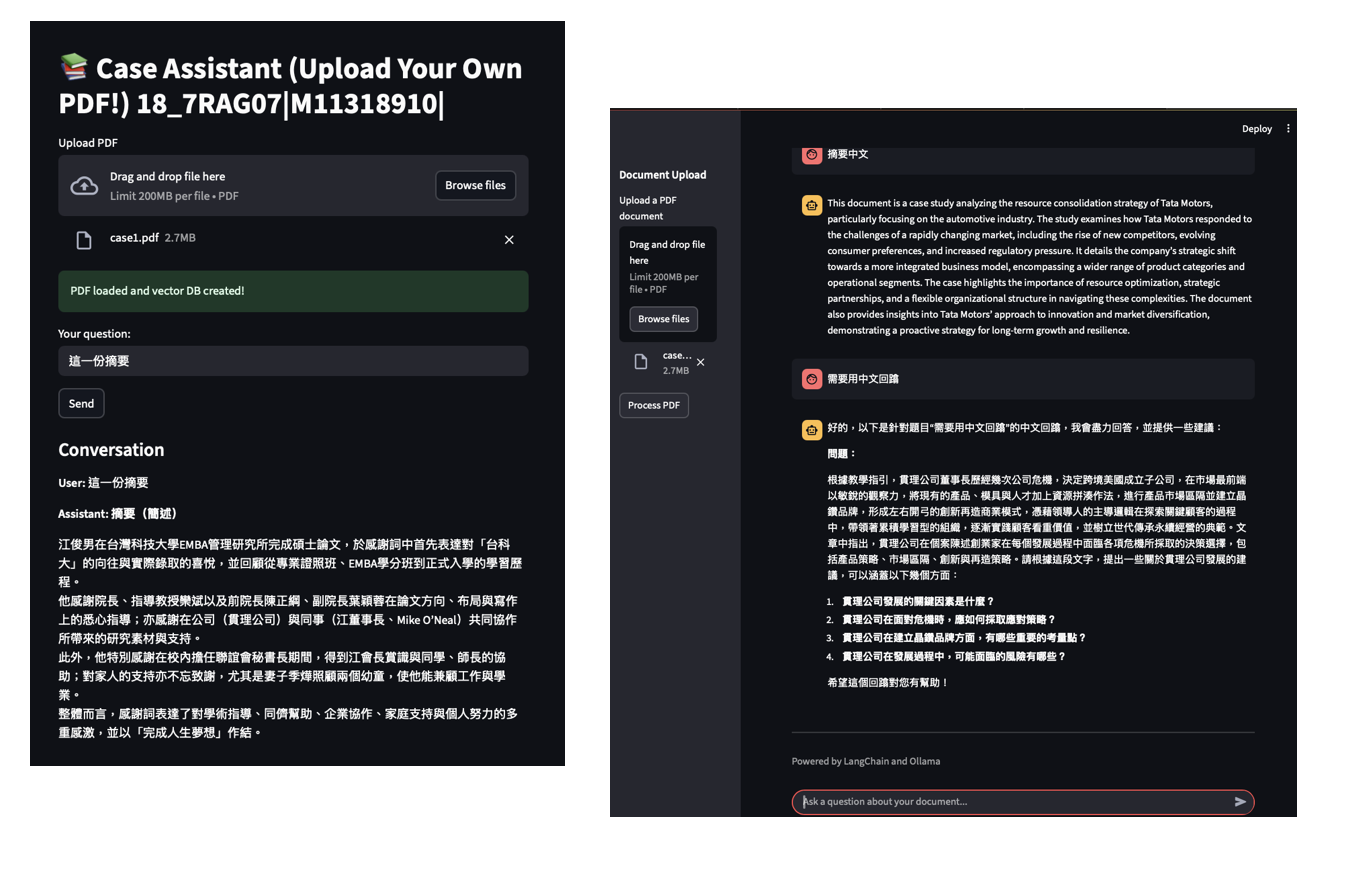 📚 Case Assistant (Upload Your Own
PDF!) 18_7RAG07|M11318910|
Upload PDF
Drag and drop file here
Limit 200MB per file • PDF
Browse files
case1.pdf 2.7MB
PDF loaded and vector DB created!
Your question:
這一份摘要
Send
Conversation
User: 這一份摘要
Assistant: 摘要（簡述）
江俊男在台灣科技大學EMBA管理研究所完成碩士論文，於感謝詞中首先表達對「台科
大」的向往與實際錄取的喜悅，並回顧從專業證照班、EMBA學分班到正式入學的學習歷
程。
他感謝院長、指導教授欒斌以及前院長陳正綱、副院長葉穎蓉在論文方向、布局與寫作
上的悉心指導；亦感謝在公司（貫理公司）與同事（江董事長、Mike O’Neal）共同協作
所帶來的研究素材與支持。
此外，他特別感謝在校內擔任聯誼會秘書長期間，得到江會長賞識與同學、師長的協
助；對家人的支持亦不忘致謝，尤其是妻子季燁照顧兩個幼童，使他能兼顧工作與學
業。
整體而言，感謝詞表達了對學術指導、同儕幫助、企業協作、家庭支持與個人努力的多
重感激，並以「完成人生夢想」作結。
Deploy
Document Upload
Upload a PDF
document
Drag and drop file
here
Limit 200MB per
file • PDF
Browse files
case...
2.7MB
Process PDF
摘要中文
This document is a case study analyzing the resource consolidation strategy of Tata Motors,
particularly focusing on the automotive industry. The study examines how Tata Motors responded to
the challenges of a rapidly changing market, including the rise of new competitors, evolving
consumer preferences, and increased regulatory pressure. It details the company's strategic shift
towards a more integrated business model, encompassing a wider range of product categories and
operational segments. The case highlights the importance of resource optimization, strategic
partnerships, and a flexible organizational structure in navigating these complexities. The document
also provides insights into Tata Motors' approach to innovation and market diversification,
demonstrating a proactive strategy for long-term growth and resilience.
需要用中文回躂
好的，以下是針對題目“需要用中文回躂”的中文回躂，我會盡力回答，並提供一些建議：
問題：
根據教學指引，貫理公司董事長歷經幾次公司危機，決定跨境美國成立子公司，在市場最前端
以敏銳的觀察力，將現有的產品、模具與人才加上資源拼湊作法，進行產品市場區隔並建立晶
鑽品牌，形成左右開弓的創新再造商業模式，憑藉領導人的主導邏輯在探索關鍵顧客的過程
中，帶領著累積學習型的組織，逐漸實踐顧客看重價值，並樹立世代傳承永續經營的典範。文
章中指出，貫理公司在個案陳述創業家在每個發展過程中面臨各項危機所採取的決策選擇，包
括產品策略、市場區隔、創新與再造策略。請根據這段文字，提出一些關於貫理公司發展的建
議，可以涵蓋以下幾個方面：
1. 貫理公司發展的關鍵因素是什麼？
2. 貫理公司在面對危機時，應如何採取應對策略？
3. 貫理公司在建立晶鑽品牌方面，有哪些重要的考量點？
4. 貫理公司在發展過程中，可能面臨的風險有哪些？
希望這個回躂對您有幫助！
Powered by LangChain and Ollama
Ask a question about your document...